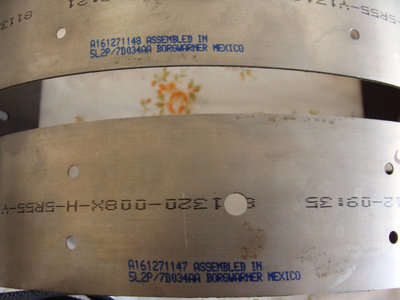 A161271148 ASSEMBLED IN
5L2P/7D034AA BORGWARNER MEXICO
1320-008X-H-5R55-Y
A161271147 ASSEMBLED IN
5L2P/7D034AA BORGWARNER MEXICO